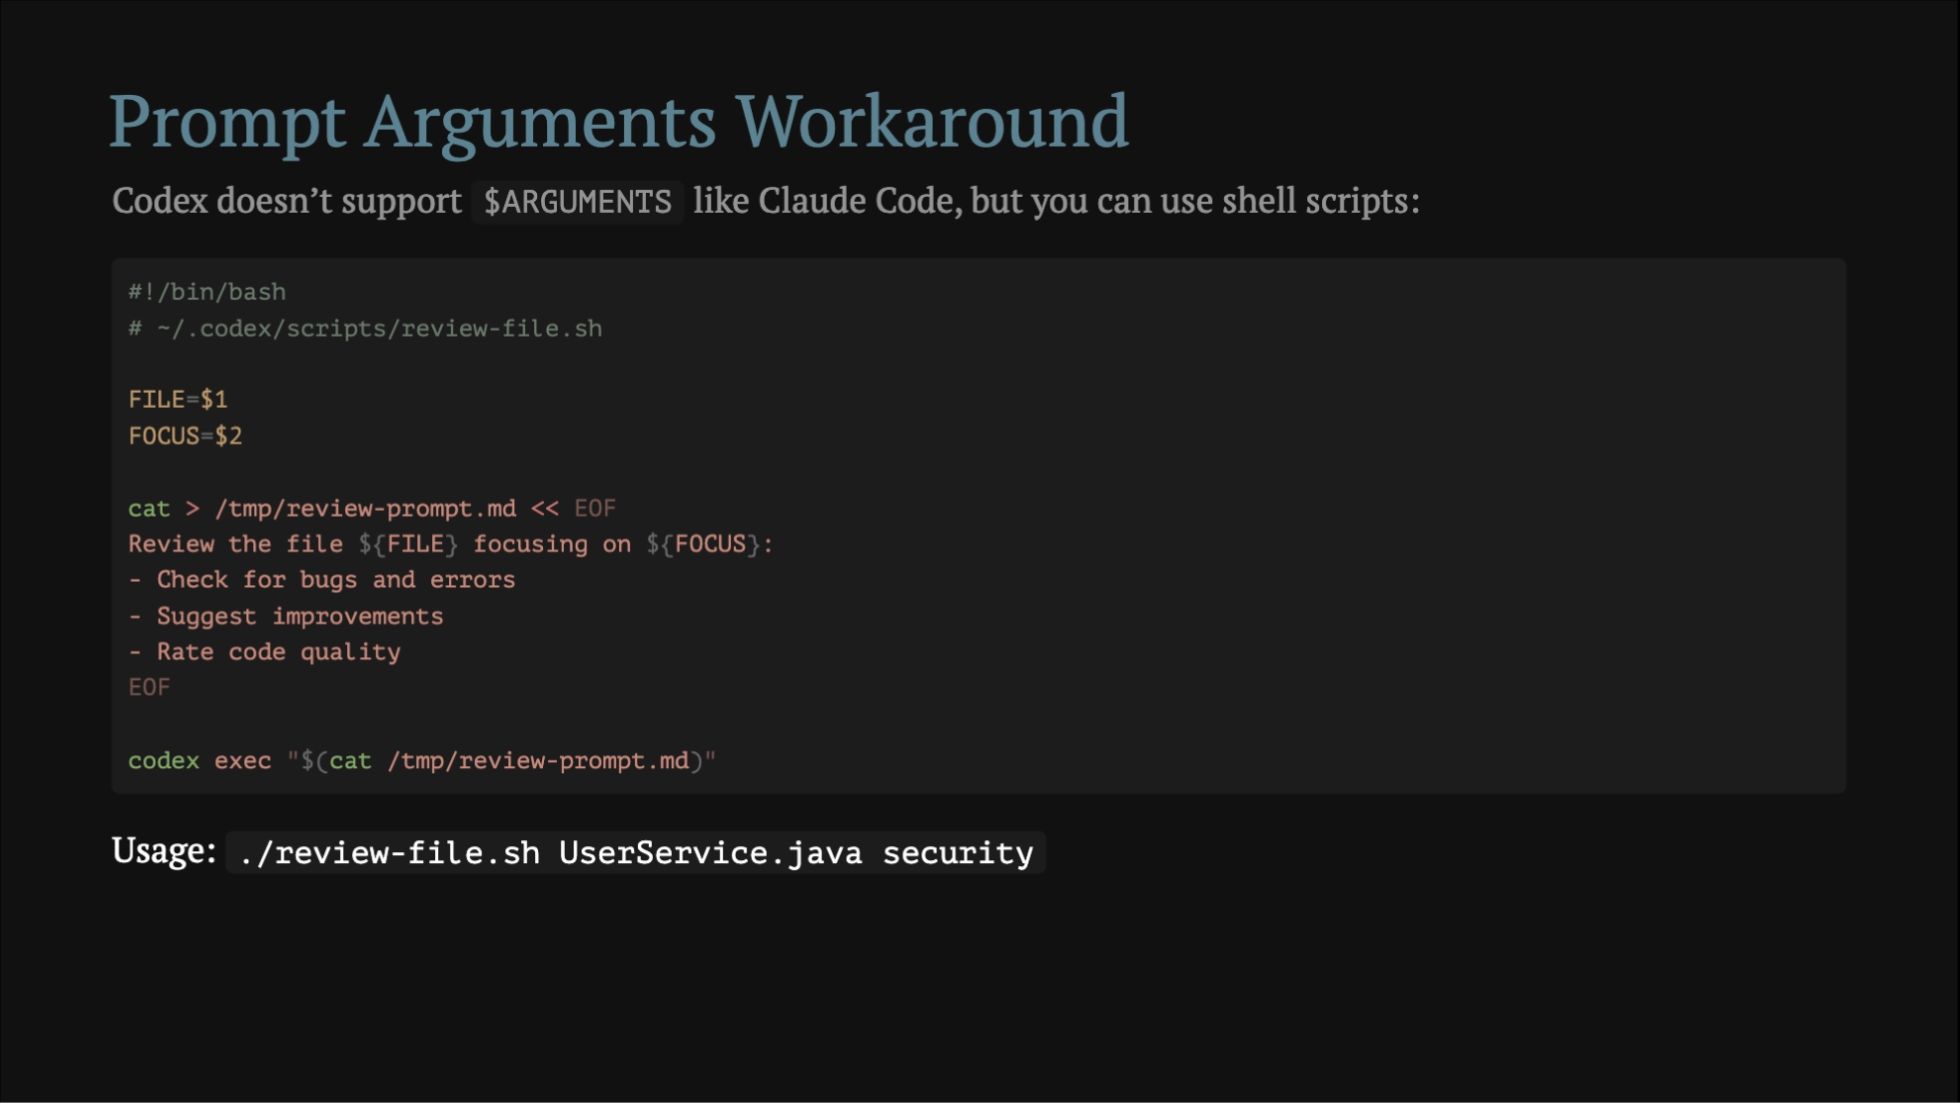 Prompt Arguments Workaround
Codex doesn’t support $ARGUMENTS like Claude Code, but you can use shell scripts:
#!/bin/bash
# ~/.codex/scripts/review-file.sh
FILE=$1
FOCUS=$2
cat > /tmp/review-prompt.md << EOF
Review the file ${FILE} focusing on ${FOCUS}:
- Check for bugs and errors
- Suggest improvements
- Rate code quality
EOF
codex exec "$(cat /tmp/review-prompt.md)"
Usage: ./review-file.sh UserService.java security